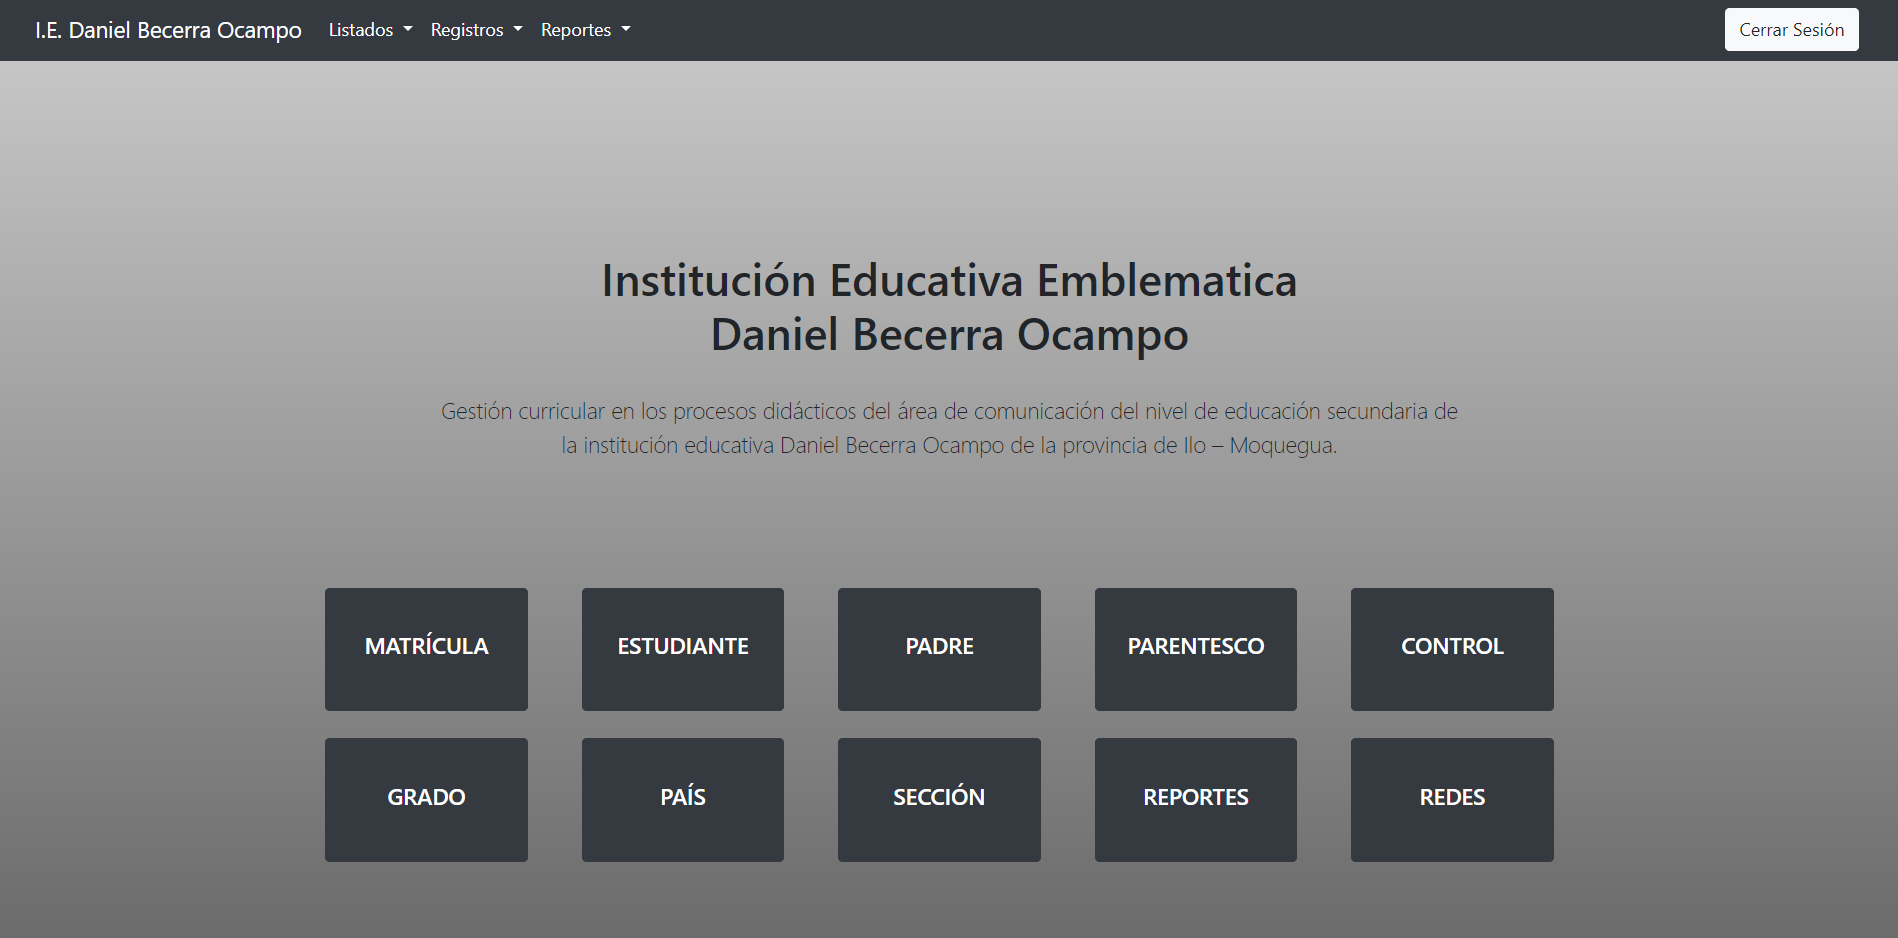 I.E. Daniel Becerra Ocampo Listados Registros Reportes Cerrar Sesión
Institución Educativa Emblematica
Daniel Becerra Ocampo
Gestión curricular en los procesos didácticos del área de comunicación del nivel de educación secundaria de
la institución educativa Daniel Becerra Ocampo de la provincia de Ilo – Moquegua.
MATRÍCULA ESTUDIANTE PADRE PARENTESCO CONTROL
GRADO PAÍS SECCIÓN REPORTES REDES